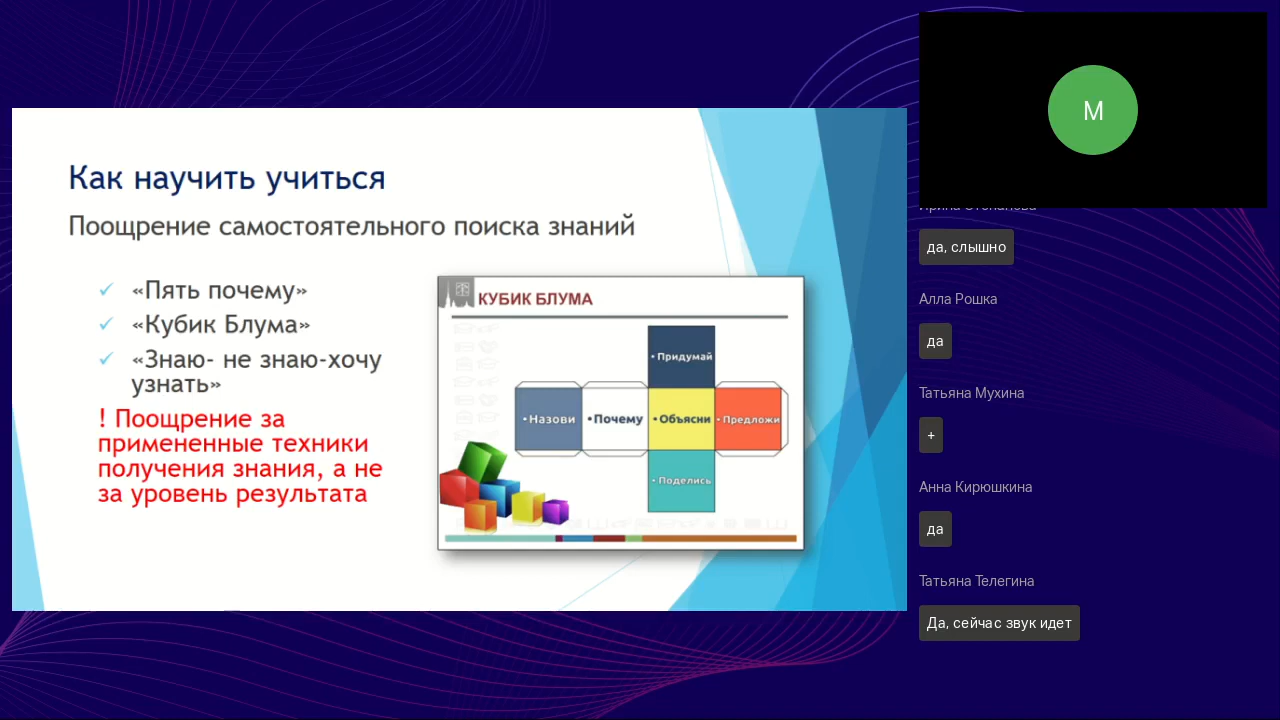 Как научить учиться
Поощрение самостоятельного поиска знаний
«Пять почему»
«Кубик Блума»
«Знаю- не знаю-хочу
узнать»
! Поощрение за
примененные техники
получения знания, а не
за уровень результата
КУБИК БЛУМА
• Придумай
• Назови
• Почему
• Объясни
• Предложи
• Поделись
М
да, слышно
Алла Рошка
да
Татьяна Мухина
+
Анна Кирюшкина
да
Татьяна Телегина
Да, сейчас звук идет